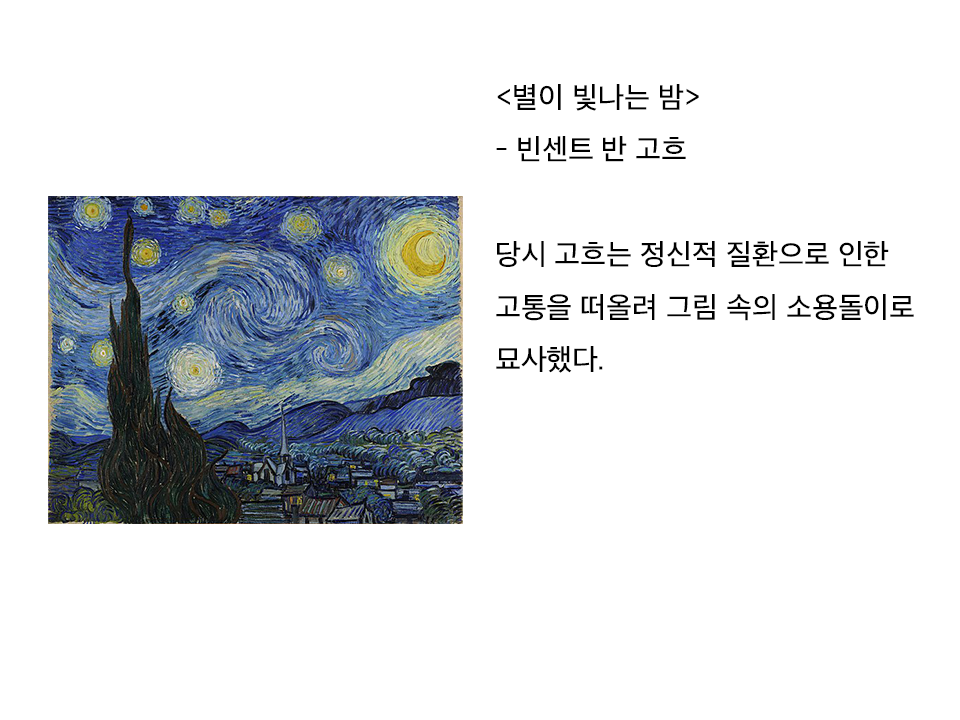 <별이 빛나는 밤>
- 빈센트 반 고흐
당시 고흐는 정신적 질환으로 인한
고통을 떠올려 그림 속의 소용돌이로
묘사했다.